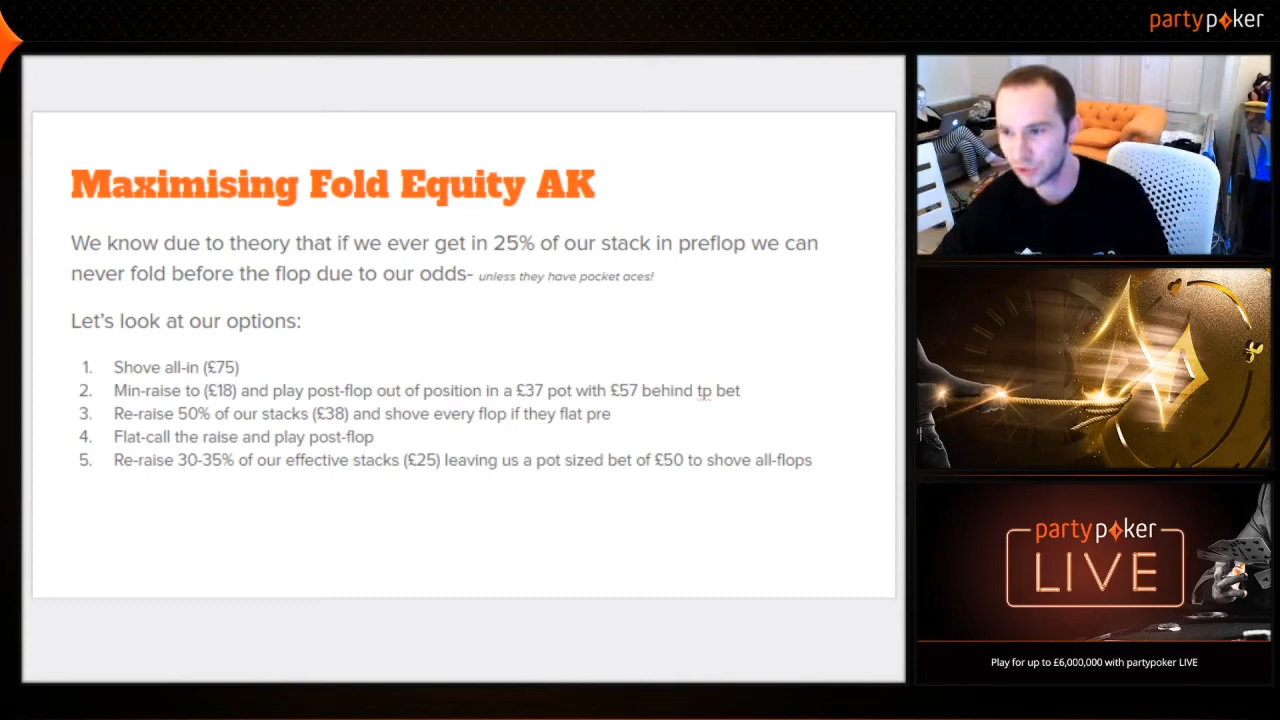 partypoker
Maximising Fold Equity AK
We know due to theory that if we ever get in 25% of our stack in preflop we can
never fold before the flop due to our odds- unless they have pocket aces!
Let's look at our options:
1. Shove all-in (£75)
2. Min-raise to (£18) and play post-flop out of position in a £37 pot with £57 behind tp bet
3. Re-raise 50% of our stacks (£38) and shove every flop if they flat pre
4. Flat-call the raise and play post-flop
5. Re-raise 30-35% of our effective stacks (£25) leaving us a pot sized bet of £50 to shove all-flops
partypoker
LIVE
Play for up to £6,000,000 with partypoker LIVE